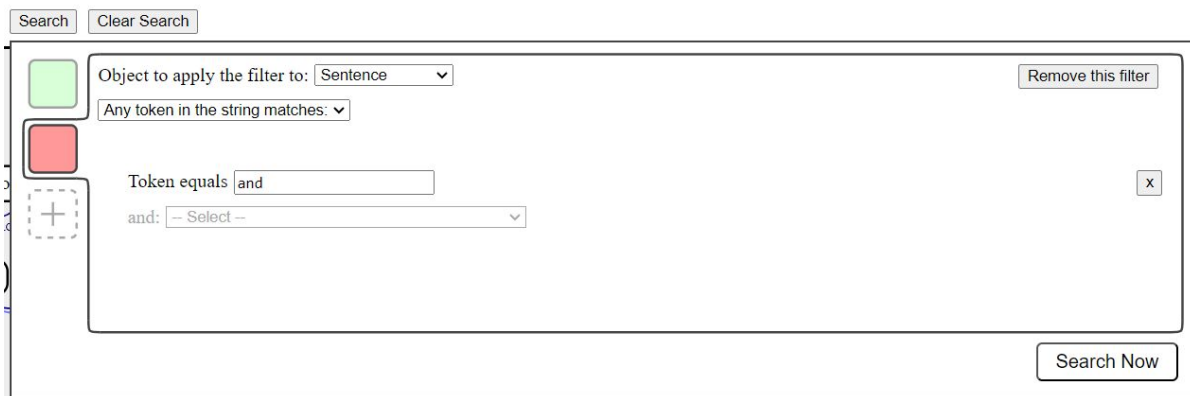 Search Clear Search
Object to apply the filter to: Sentence Remove this filter
Any token in the string matches:
Token equals and x
and: -- Select --
Search Now